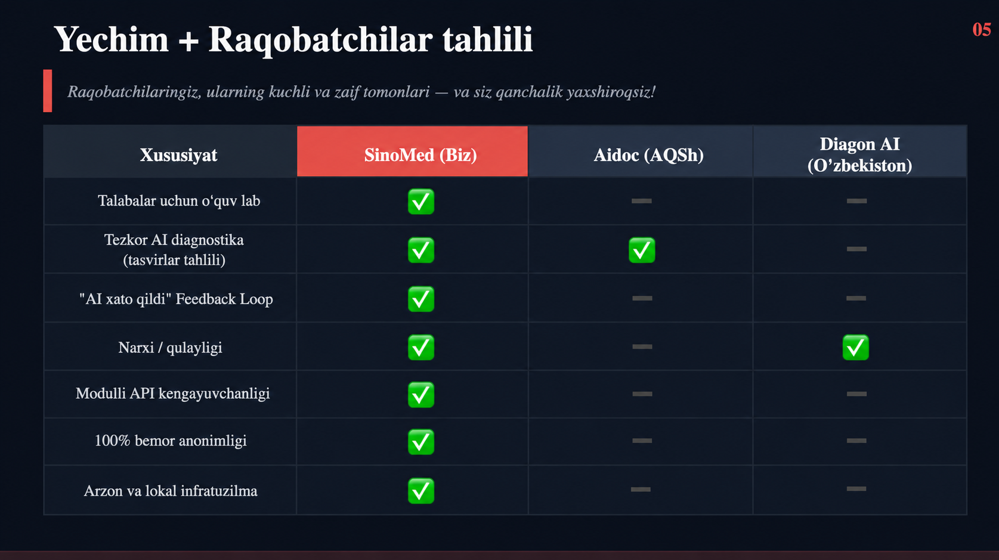 Yechim + Raqobatchilar tahlili
05
Raqobatchilaringiz, ularning kuchli va zaif tomonlari — va siz qanchalik yaxshiroqsiz!
Xususiyat
SinoMed (Biz)
Aidoc (AQSh)
Diagon AI
(O’zbekiston)
Talabalar uchun o‘quv lab
✅
—
—
Tezkor AI diagnostika
(tasvirlar tahlili)
✅
✅
—
"AI xato qildi" Feedback Loop
✅
—
—
Narxi / qulayligi
✅
—
✅
Modulli API kengayuvchanligi
✅
—
—
100% bemor anonimligi
✅
—
—
Arzon va lokal infratuzilma
✅
—
—